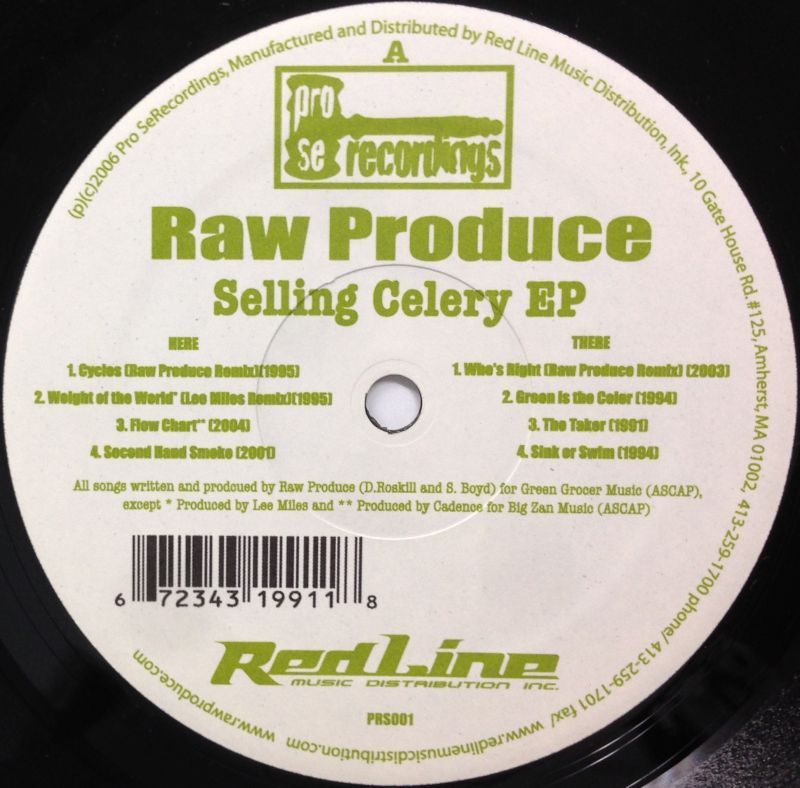 (p)(c)2006 Pro SeRecordings, Manufactured and Distributed by Red Line Music Distribution, Ink., 10 Gate House Rd. #125, Amherst, MA 01002, 413-259-1700 phone/ 413-259-1701 fax/ www.redlinemusicdistribution.com www.rawproduce.com
A
pro
se recordings
Raw Produce
Selling Celery EP
HERE
1. Cycles (Raw Produce Remix)(1995)
2. Weight of the World* (Lee Miles Remix)(1995)
3. Flow Chart** (2004)
4. Second Hand Smoke (2001)
THERE
1. Who's Right (Raw Produce Remix) (2003)
2. Green is the Color (1994)
3. The Taker (1991)
4. Sink or Swim (1994)
All songs written and prodcued by Raw Produce (D.Roskill and S. Boyd) for Green Grocer Music (ASCAP),
except * Produced by Lee Miles and ** Produced by Cadence for Big Zan Music (ASCAP)
6 72343 19911 8
RedLine
MUSIC DISTRIBUTION INC.
PRS001